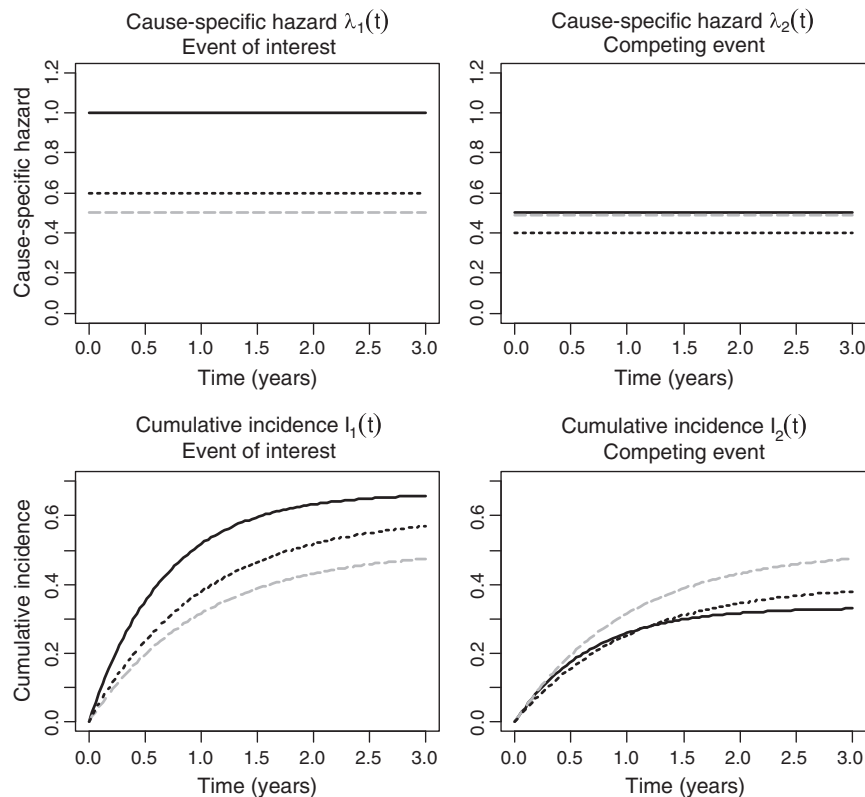 Cause-specific hazard λ₁(t)
Event of interest
Cause-specific hazard
1.2
1.0
0.8
0.6
0.4
0.2
0.0
0.0 0.5 1.0 1.5 2.0 2.5 3.0
Time (years)
Cause-specific hazard λ₂(t)
Competing event
1.2
1.0
0.8
0.6
0.4
0.2
0.0
0.0 0.5 1.0 1.5 2.0 2.5 3.0
Time (years)
Cumulative incidence I₁(t)
Event of interest
Cumulative incidence
0.6
0.4
0.2
0.0
0.0 0.5 1.0 1.5 2.0 2.5 3.0
Time (years)
Cumulative incidence I₂(t)
Competing event
0.6
0.4
0.2
0.0
0.0 0.5 1.0 1.5 2.0 2.5 3.0
Time (years)